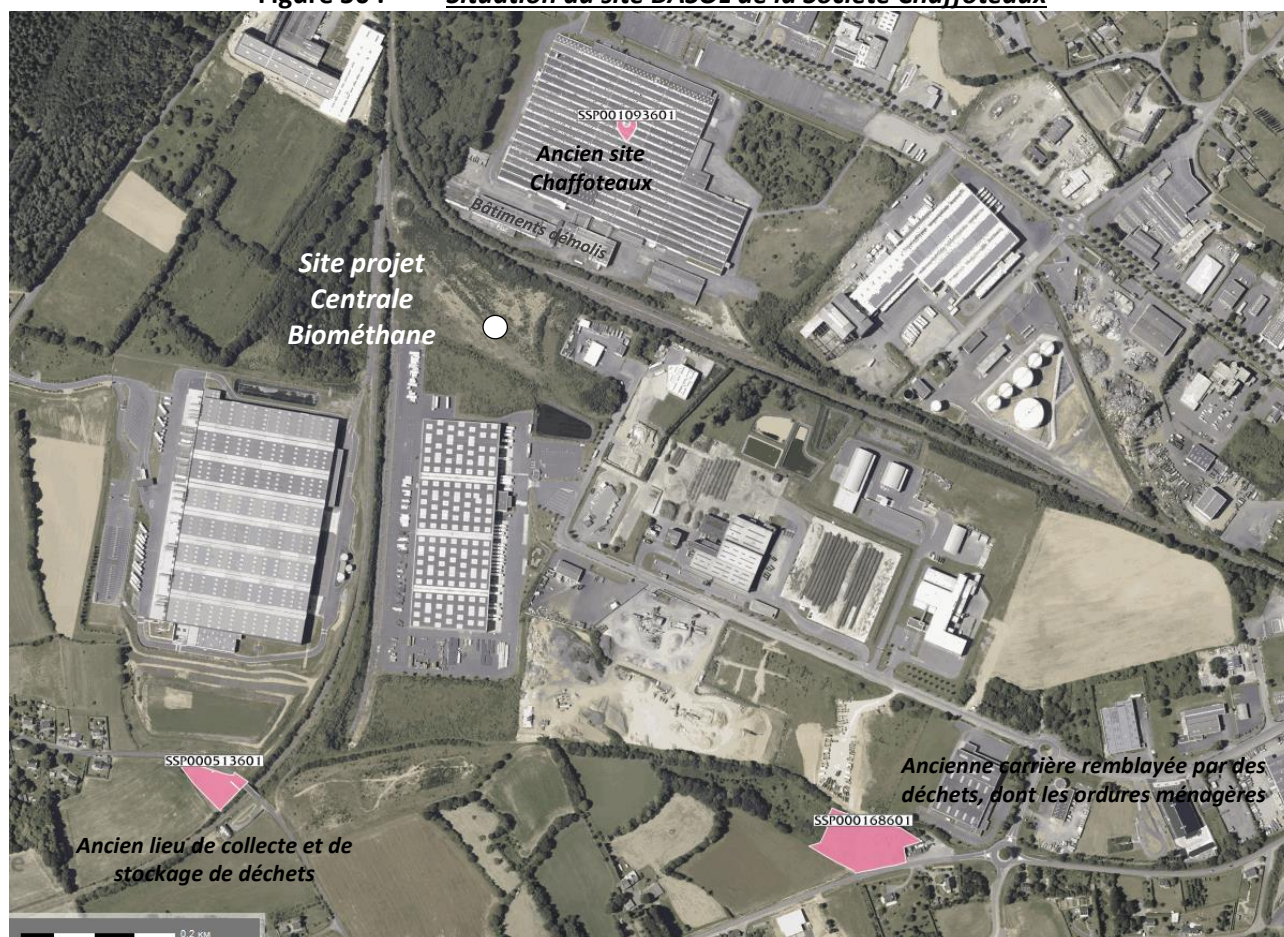 SSP001093601
Ancien site
Chaffoteaux
Bâtiments démolis
Site projet
Centrale
Biométhane
SSP000513601
Ancienne carrière remblayée par des
déchets, dont les ordures ménagères
SSP000168601
Ancien lieu de collecte et de
stockage de déchets
0.2 KM